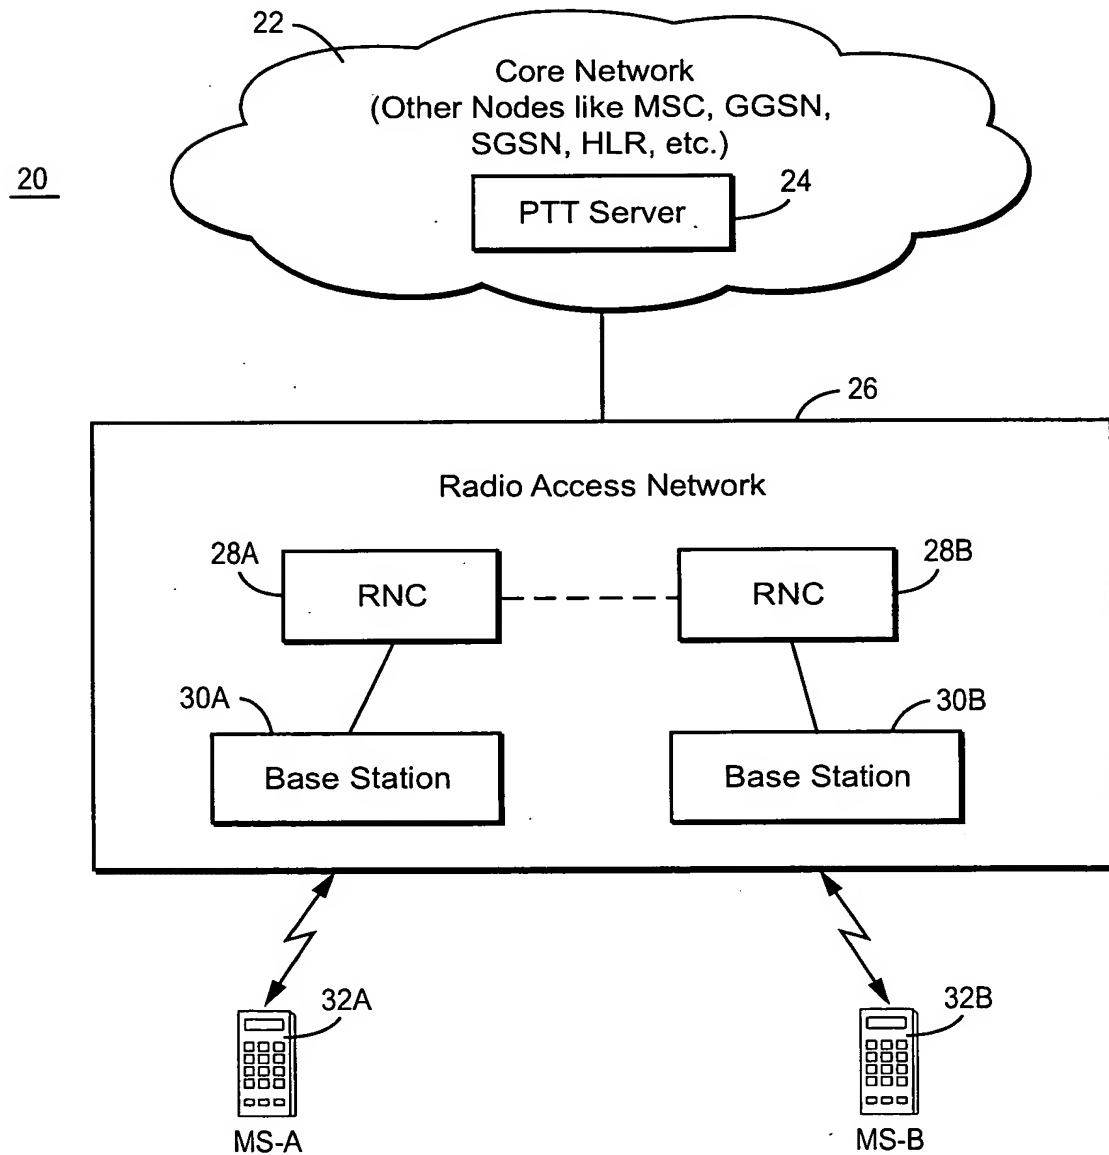 22
Core Network
(Other Nodes like MSC, GGSN,
SGSN, HLR, etc.)
20
24
PTT Server
26
Radio Access Network
28A
28B
RNC
RNC
30A
30B
Base Station
Base Station
32A
32B
MS-A
MS-B